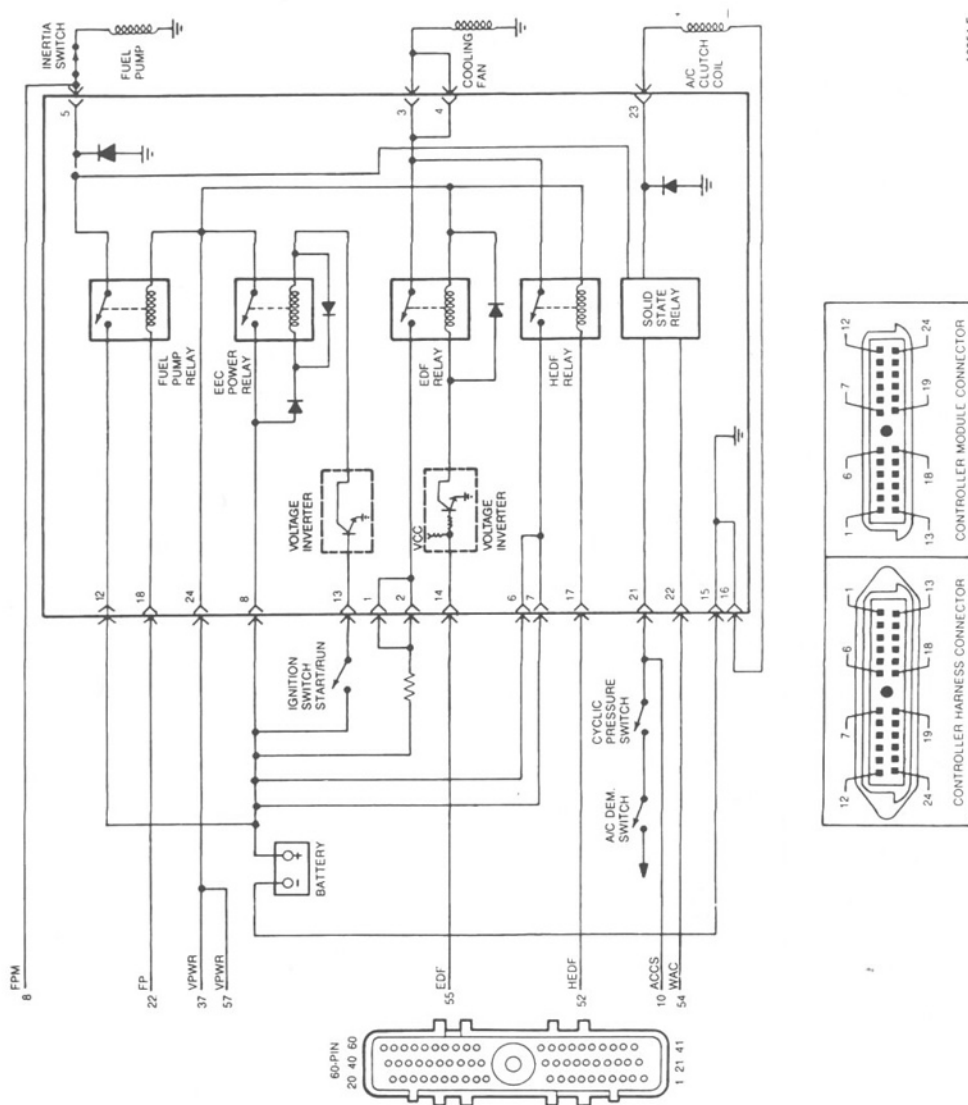 INERTIA
SWITCH
FUEL
PUMP
COOLING
FAN
A/C
CLUTCH
COIL
5
3
4
23
FUEL
PUMP
RELAY
EEC
POWER
RELAY
EDF
RELAY
HEDF
RELAY
SOLID
STATE
RELAY
VOLTAGE
INVERTER
VCC
VOLTAGE
INVERTER
12
18
24
8
13
1
2
14
6
7
17
21
22
15
16
IGNITION
SWITCH
START/RUN
CYCLIC
PRESSURE
SWITCH
A/C DEM.
SWITCH
BATTERY
+
-
FPM
8
FP
22
VPWR
37
VPWR
57
EDF
55
HEDF
52
ACCS
10
WAC
54
60-PIN
20 40 60
1 21 41
12
7
6
1
24
19
18
13
CONTROLLER HARNESS CONNECTOR
1
6
7
12
13
18
19
24
CONTROLLER MODULE CONNECTOR